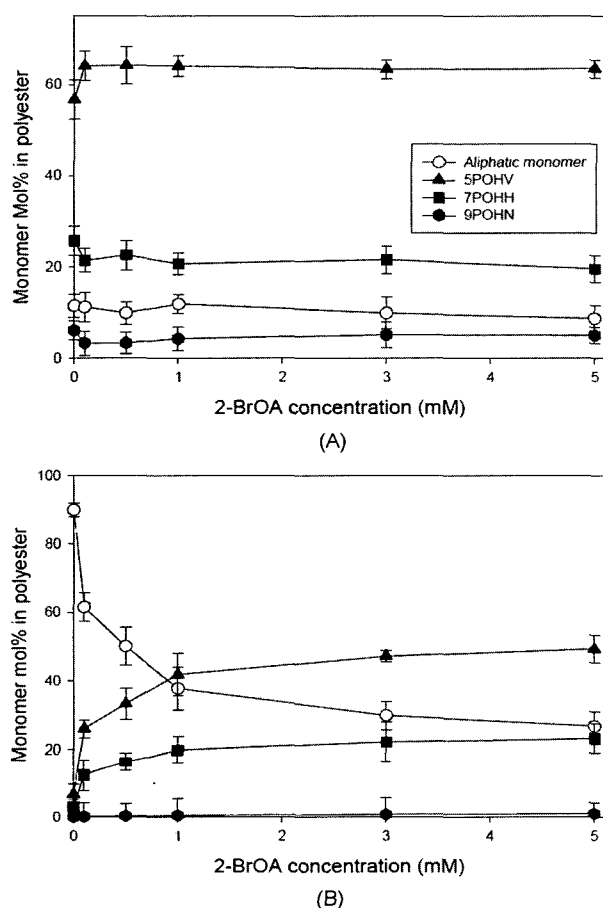 Monomer Mol% in polyester
60
40
20
0
Aliphatic monomer
5POHV
7POHH
9POHN
0 1 2 3 4 5
2-BrOA concentration (mM)
(A)
Monomer mol% in polyester
100
80
60
40
20
0
0 1 2 3 4 5
2-BrOA concentration (mM)
(B)